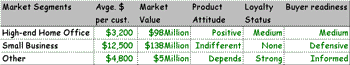 Market Segments Avge. $ per cust. Market Value Product Attitude Loyalty Status Buyer readiness
High-end Home Office $3,200 $98Million Positive Medium Medium
Small Business $12,500 $138Million Indifferent None Defensive
Other $4,800 $5Million Depends Strong Informed